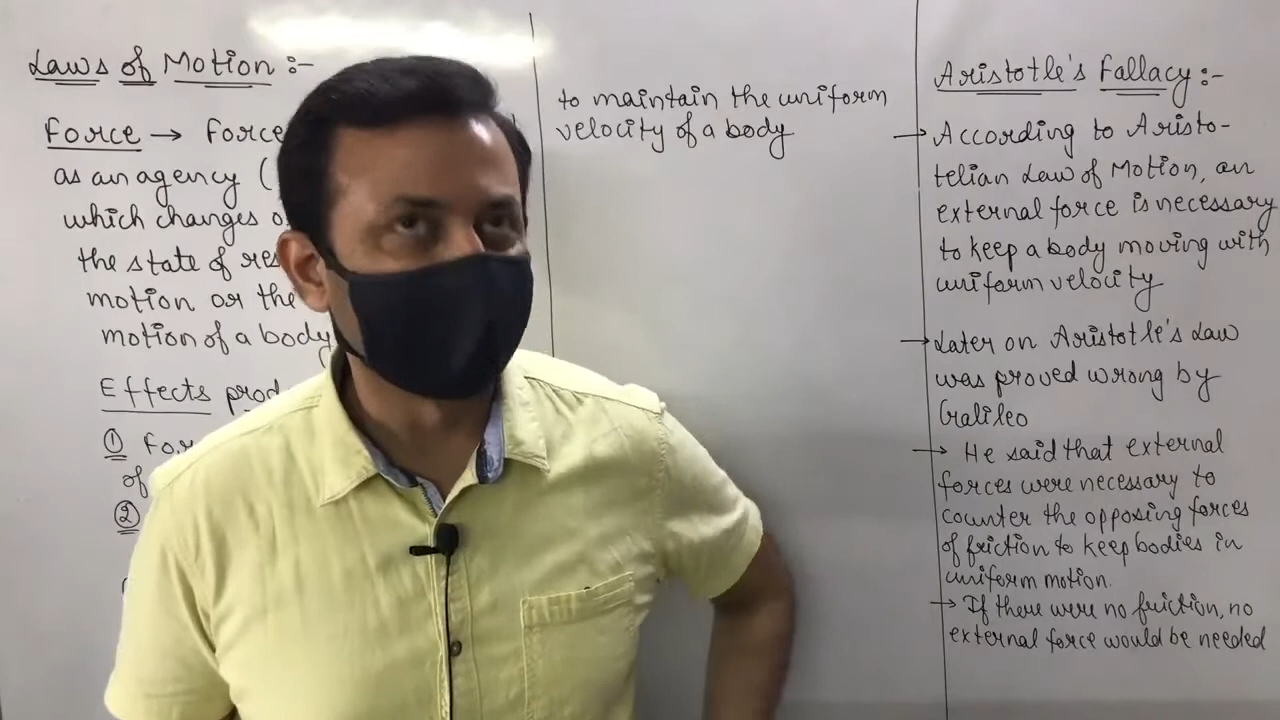 Laws of Motion :-
Force → Force
as an agency (
which changes
the state of
motion or the
motion of a body
Effects
①
of
②
to maintain the uniform
velocity of a body
Aristotle's Fallacy :-
→ According to Aristo-
telian Law of Motion, an
external force is necessary
to keep a body moving with
uniform velocity
→ Later on Aristotle's Law
was proved wrong by
Galileo
→ He said that external
forces were necessary to
counter the opposing forces
of friction to keep bodies in
uniform motion.
→ If there were no friction, no
external force would be needed